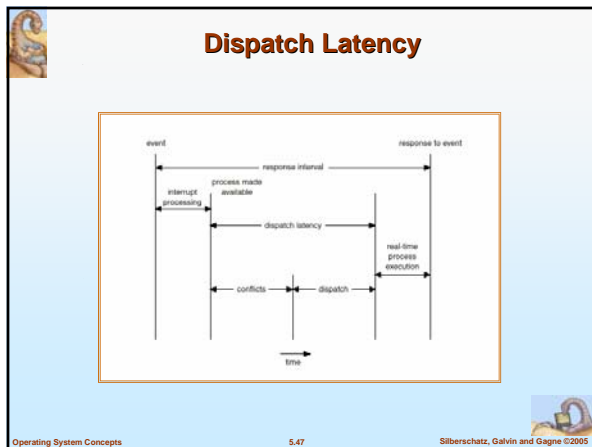 Dispatch Latency
event
response to event
response interval
process made
available
interrupt
processing
dispatch latency
real-time
process
execution
conflicts
dispatch
time
Operating System Concepts
5.47
Silberschatz, Galvin and Gagne ©2005